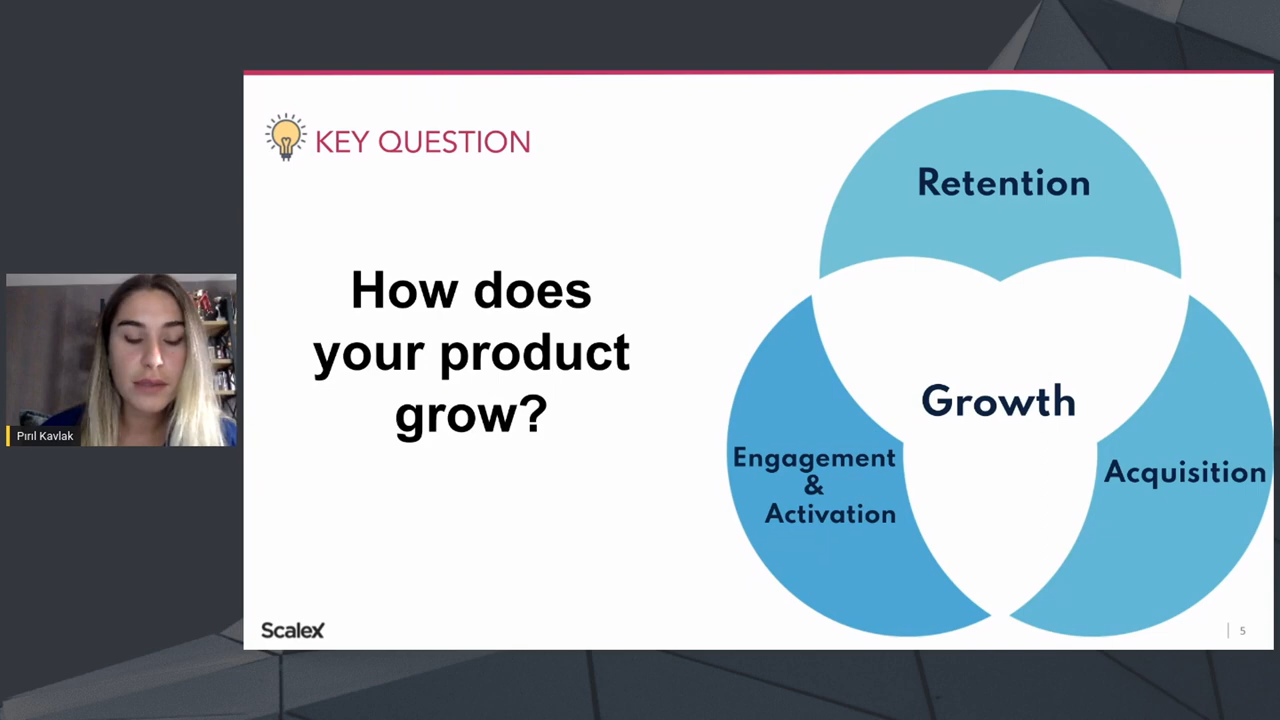 KEY QUESTION
How does
your product
grow?
Retention
Growth
Engagement
&
Activation
Acquisition
Pırıl Kavlak
Scalex
5